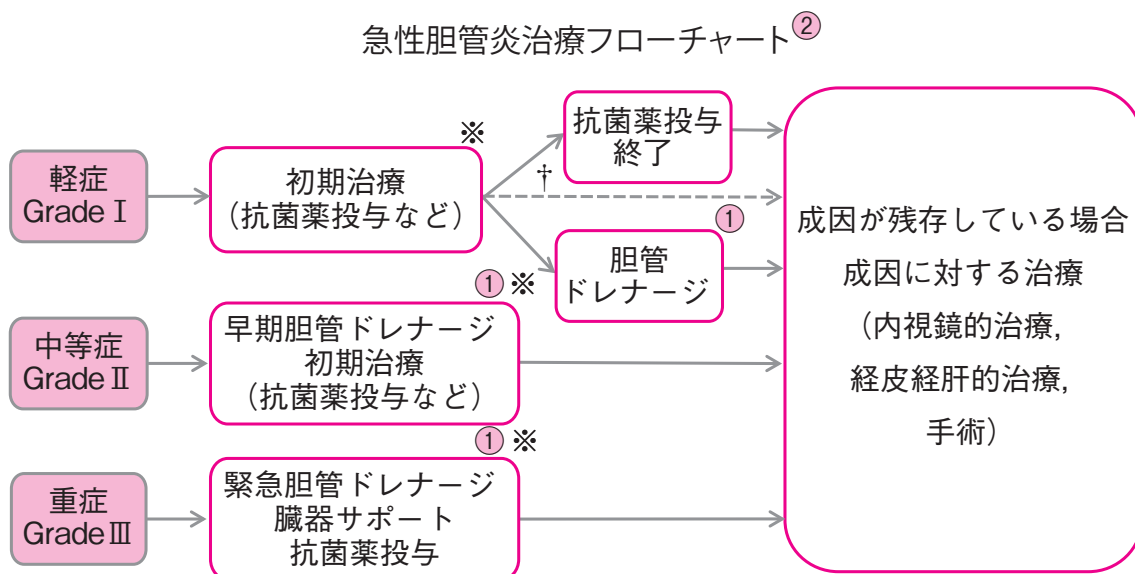 急性胆管炎治療フローチャート②
軽症
Grade Ⅰ
※
初期治療
（抗菌薬投与など）
†
抗菌薬投与
終了
①
胆管
ドレナージ
中等症
Grade Ⅱ
① ※
早期胆管ドレナージ
初期治療
（抗菌薬投与など）
重症
Grade Ⅲ
① ※
緊急胆管ドレナージ
臓器サポート
抗菌薬投与
成因が残存している場合
成因に対する治療
（内視鏡的治療,
経皮経肝的治療,
手術）